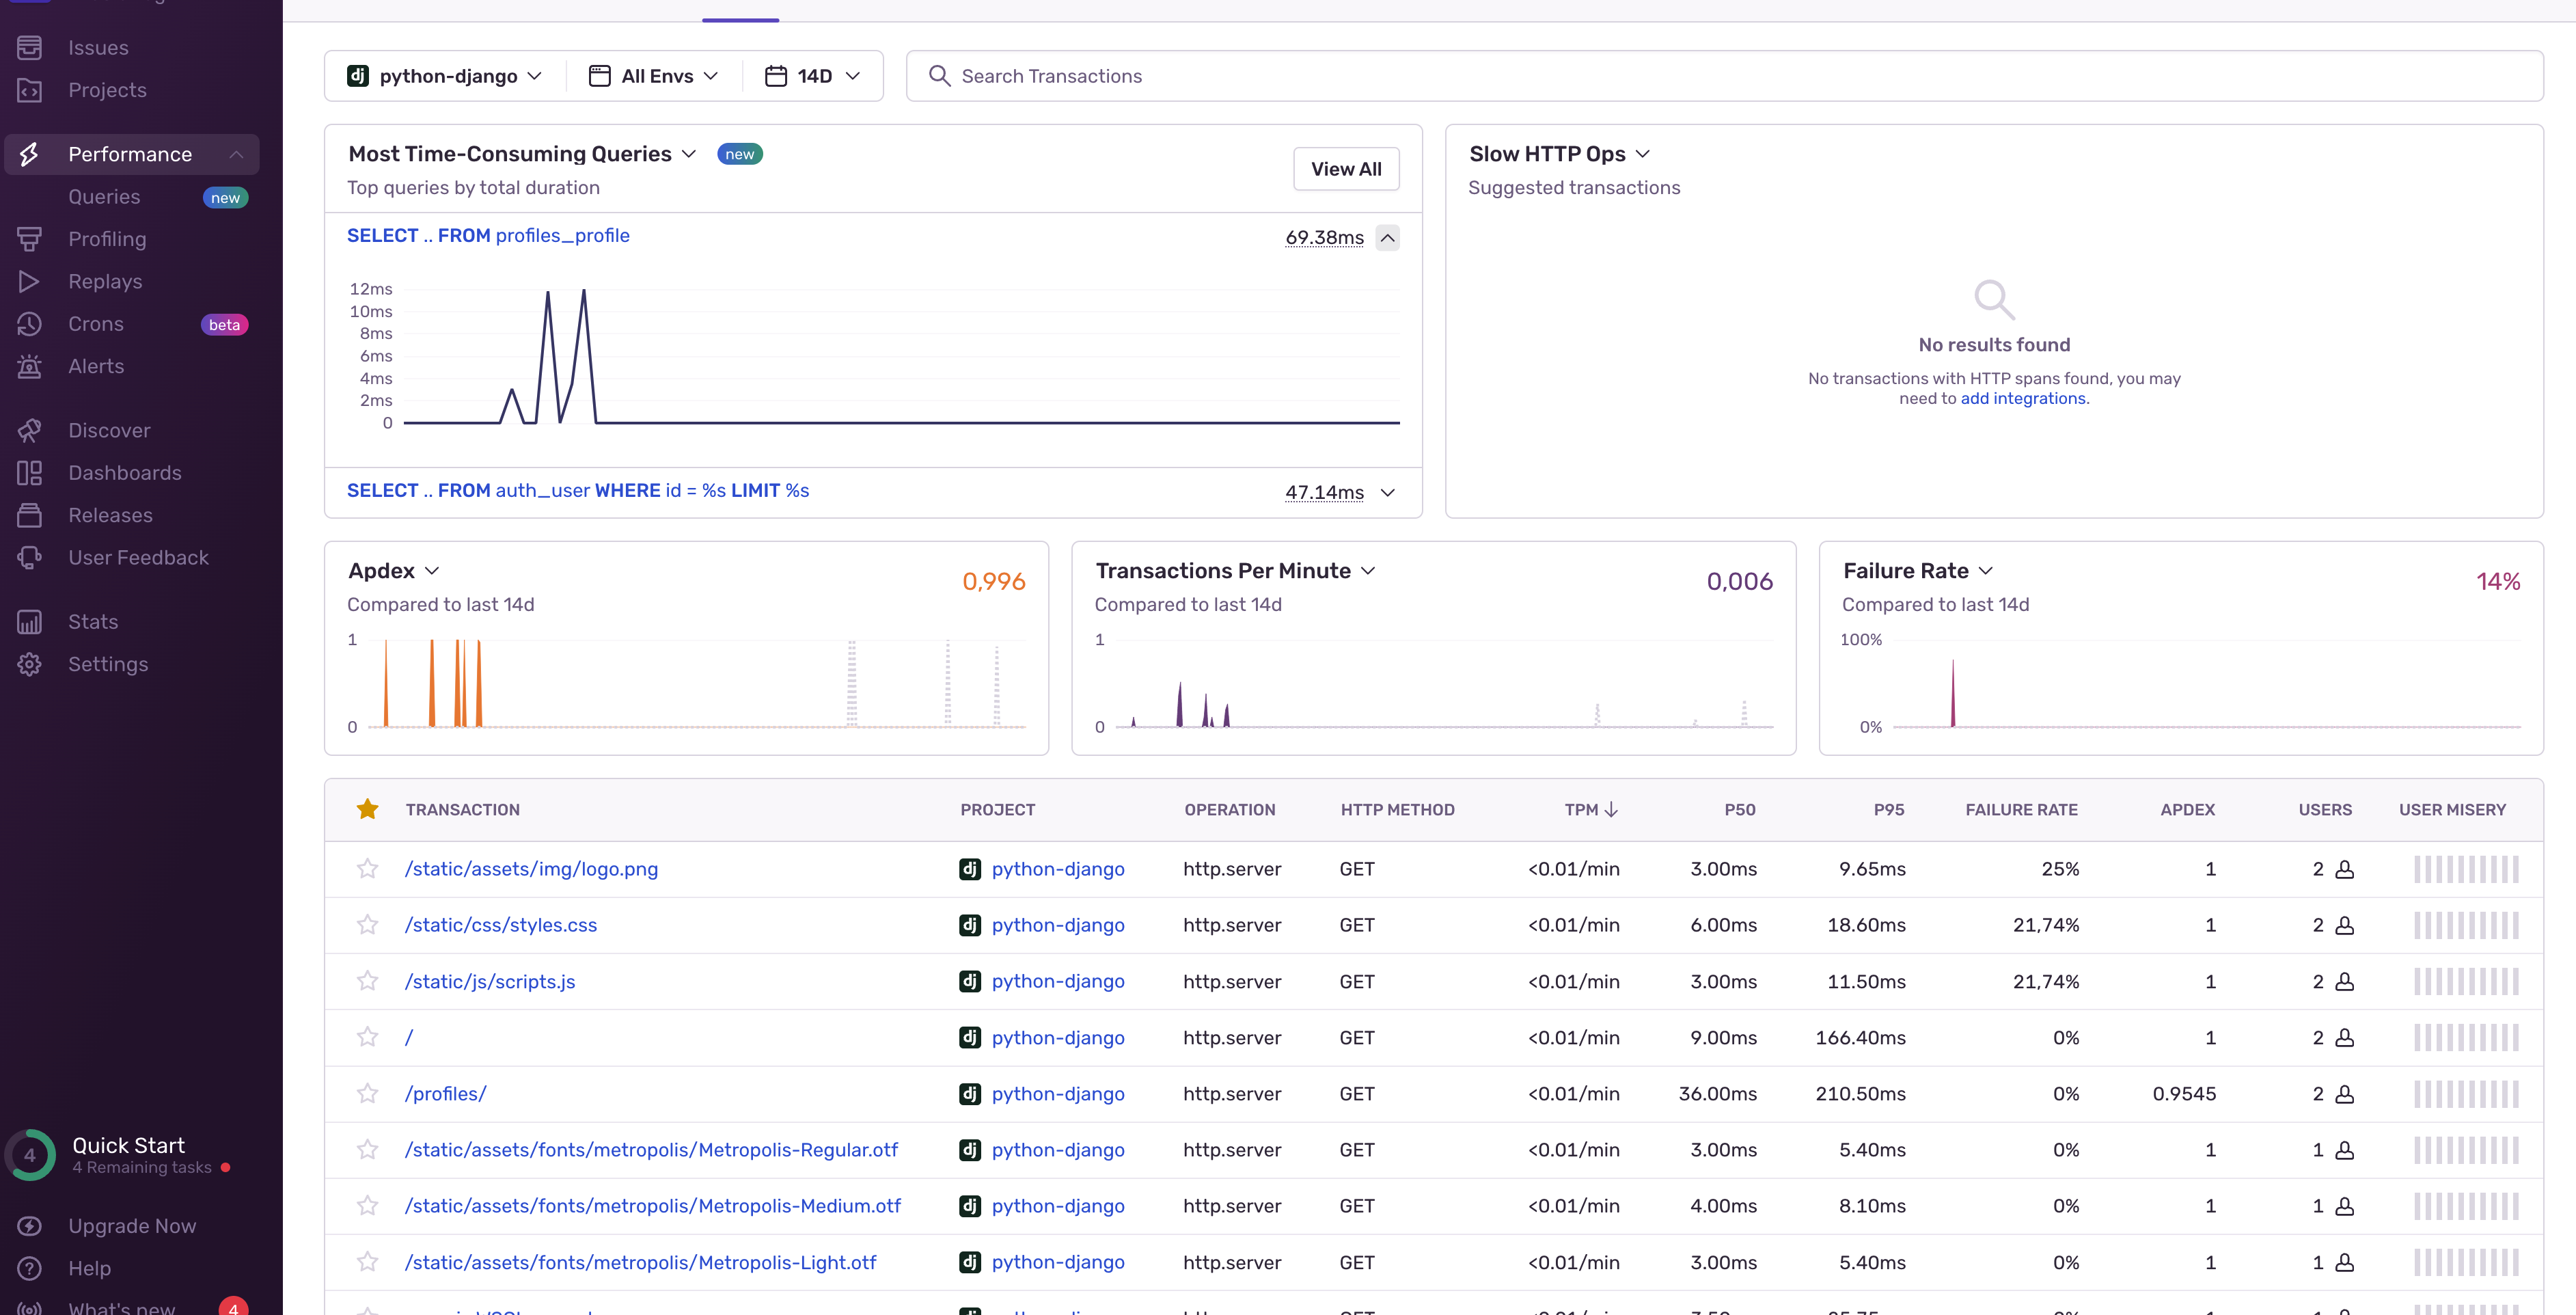 Issues
Projects
Performance
Queries new
Profiling
Replays
Crons beta
Alerts
Discover
Dashboards
Releases
User Feedback
Stats
Settings
4
Quick Start
4 Remaining tasks
Upgrade Now
Help
What's new 4
dj python-django All Envs 14D Search Transactions
Most Time-Consuming Queries new
Top queries by total duration
View All
SELECT .. FROM profiles_profile 69.38ms
12ms
10ms
8ms
6ms
4ms
2ms
0
SELECT .. FROM auth_user WHERE id = %s LIMIT %s 47.14ms
Slow HTTP Ops
Suggested transactions
No results found
No transactions with HTTP spans found, you may
need to add integrations.
Apdex 0,996
Compared to last 14d
1
0
Transactions Per Minute 0,006
Compared to last 14d
1
0
Failure Rate 14%
Compared to last 14d
100%
0%
TRANSACTION PROJECT OPERATION HTTP METHOD TPM P50 P95 FAILURE RATE APDEX USERS USER MISERY
/static/assets/img/logo.png dj python-django http.server GET <0.01/min 3.00ms 9.65ms 25% 1 2
/static/css/styles.css dj python-django http.server GET <0.01/min 6.00ms 18.60ms 21,74% 1 2
/static/js/scripts.js dj python-django http.server GET <0.01/min 3.00ms 11.50ms 21,74% 1 2
/ dj python-django http.server GET <0.01/min 9.00ms 166.40ms 0% 1 2
/profiles/ dj python-django http.server GET <0.01/min 36.00ms 210.50ms 0% 0.9545 2
/static/assets/fonts/metropolis/Metropolis-Regular.otf dj python-django http.server GET <0.01/min 3.00ms 5.40ms 0% 1 1
/static/assets/fonts/metropolis/Metropolis-Medium.otf dj python-django http.server GET <0.01/min 4.00ms 8.10ms 0% 1 1
/static/assets/fonts/metropolis/Metropolis-Light.otf dj python-django http.server GET <0.01/min 3.00ms 5.40ms 0% 1 1